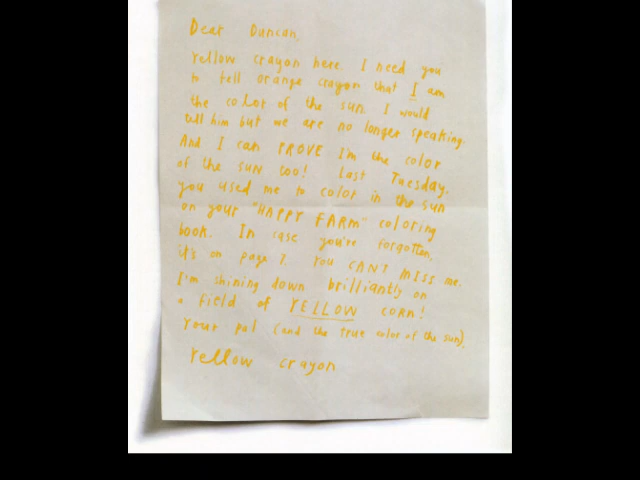 Dear Duncan,
Yellow crayon here. I need you
to tell orange crayon that I am
the color of the sun. I would
tell him but we are no longer speaking.
And I can PROVE I'm the color
of the sun too! Last Tuesday,
you used me to color in the sun
on your "HAPPY FARM" coloring
book. In case you've forgotten,
it's on page 7. You CAN'T MISS me.
I'm shining down brilliantly on
a field of YELLOW CORN!
Your pal (and the true color of the sun),
Yellow crayon